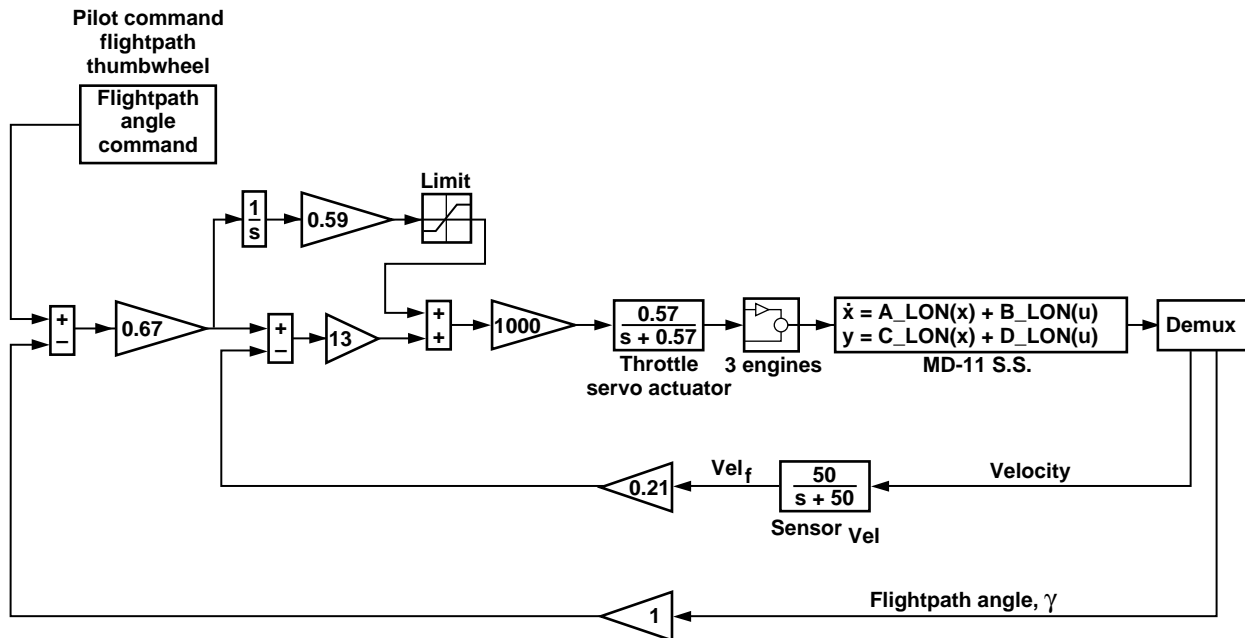 Pilot command
flightpath
thumbwheel
Flightpath
angle
command
Limit
1
s
0.59
+
−
0.67
+
−
13
+
+
1000
0.57
s + 0.57
Throttle
servo actuator
3 engines
ẋ = A_LON(x) + B_LON(u)
y = C_LON(x) + D_LON(u)
MD-11 S.S.
Demux
0.21
Vel f
50
s + 50
Sensor Vel
Velocity
1
Flightpath angle, γ